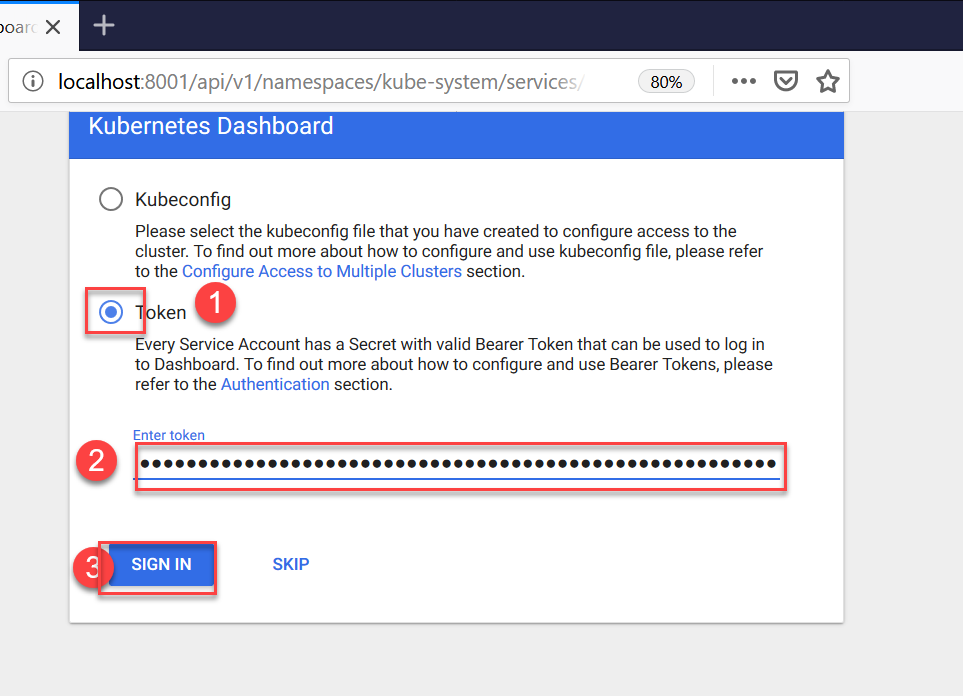 localhost:8001/api/v1/namespaces/kube-system/services/
80%
Kubernetes Dashboard
Kubeconfig
Please select the kubeconfig file that you have created to configure access to the
cluster. To find out more about how to configure and use kubeconfig file, please refer
to the Configure Access to Multiple Clusters section.
Token
1
Every Service Account has a Secret with valid Bearer Token that can be used to log in
to Dashboard. To find out more about how to configure and use Bearer Tokens, please
refer to the Authentication section.
Enter token
2
3
SIGN IN
SKIP